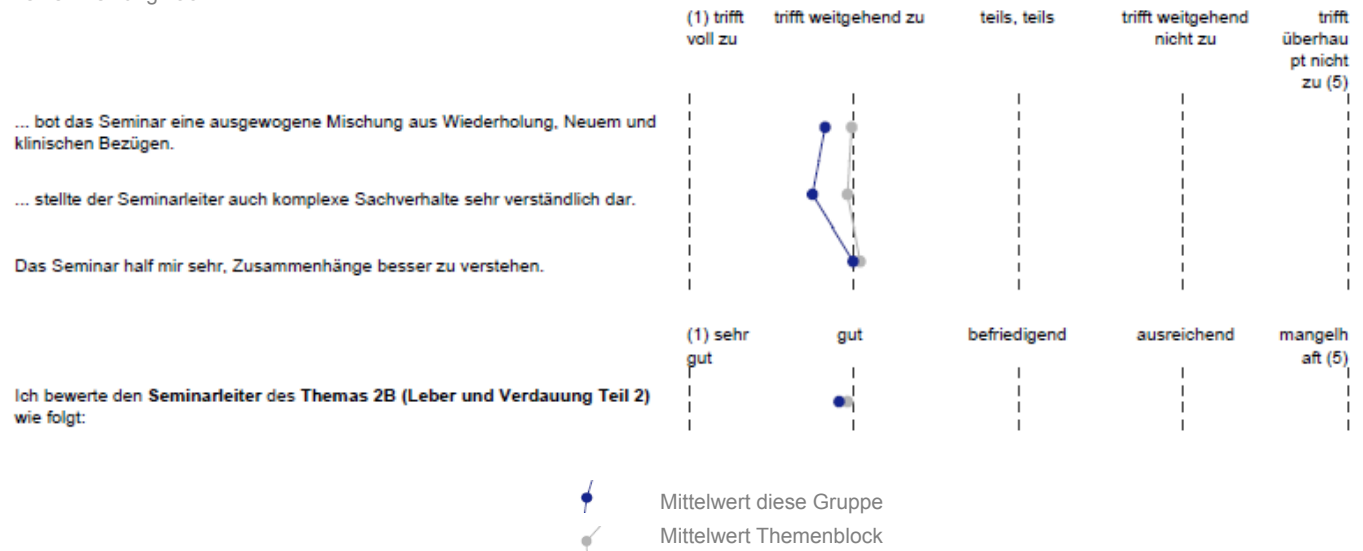 (1) trifft voll zu
trifft weitgehend zu
teils, teils
trifft weitgehend nicht zu
trifft überhau
pt nicht
zu (5)
... bot das Seminar eine ausgewogene Mischung aus Wiederholung, Neuem und
klinischen Bezügen.
... stellte der Seminarleiter auch komplexe Sachverhalte sehr verständlich dar.
Das Seminar half mir sehr, Zusammenhänge besser zu verstehen.
(1) sehr gut
gut
befriedigend
ausreichend
mangelh
aft (5)
Ich bewerte den Seminarleiter des Themas 2B (Leber und Verdauung Teil 2)
wie folgt:
Mittelwert diese Gruppe
Mittelwert Themenblock